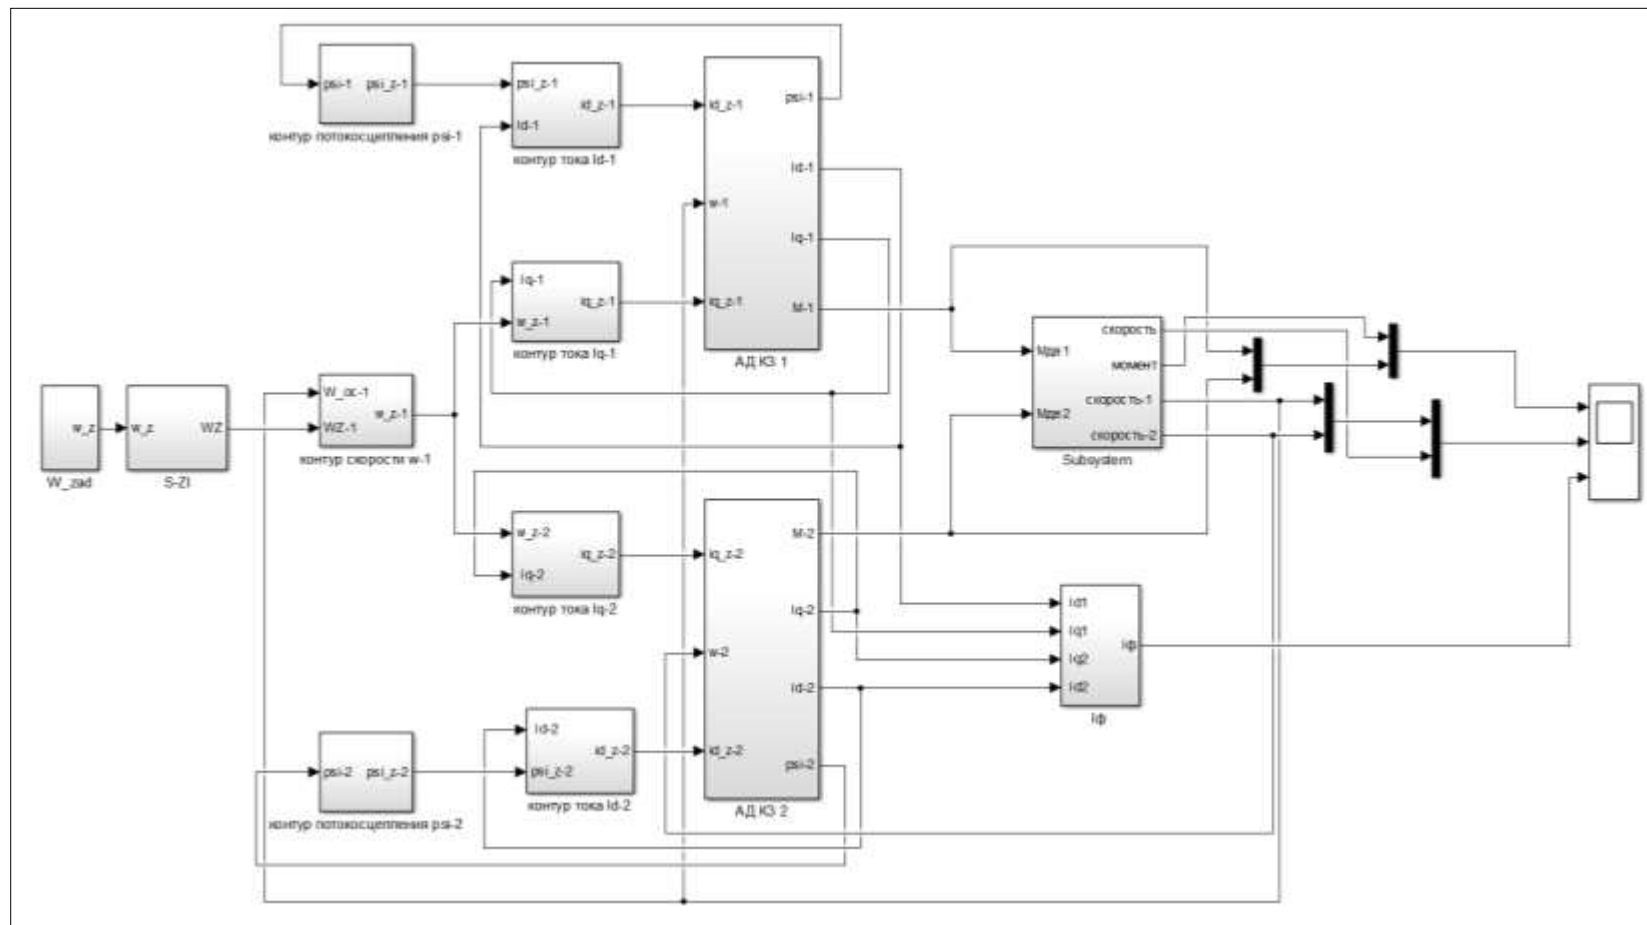 psi-1
psi_z-1
контур потокосцепления psi-1
psi_z-1
Id-1
id_z-1
контур тока Id-1
id_z-1
w-1
iq_z-1
psi-1
Id-1
Iq-1
M-1
АД КЗ 1
Iq-1
w_z-1
iq_z-1
контур тока Iq-1
w_z
W_zad
w_z
WZ
S-ZI
W_oc-1
WZ-1
w_z-1
контур скорости w-1
Мдв1
Мдв2
скорость
момент
скорость-1
скорость-2
Subsystem
w_z-2
Iq-2
iq_z-2
контур тока Iq-2
iq_z-2
w-2
id_z-2
M-2
Iq-2
Id-2
psi-2
АД КЗ 2
Id1
Iq1
Iq2
Id2
Iф
Iф
Id-2
psi_z-2
id_z-2
контур тока Id-2
psi-2
psi_z-2
контур потокосцепления psi-2